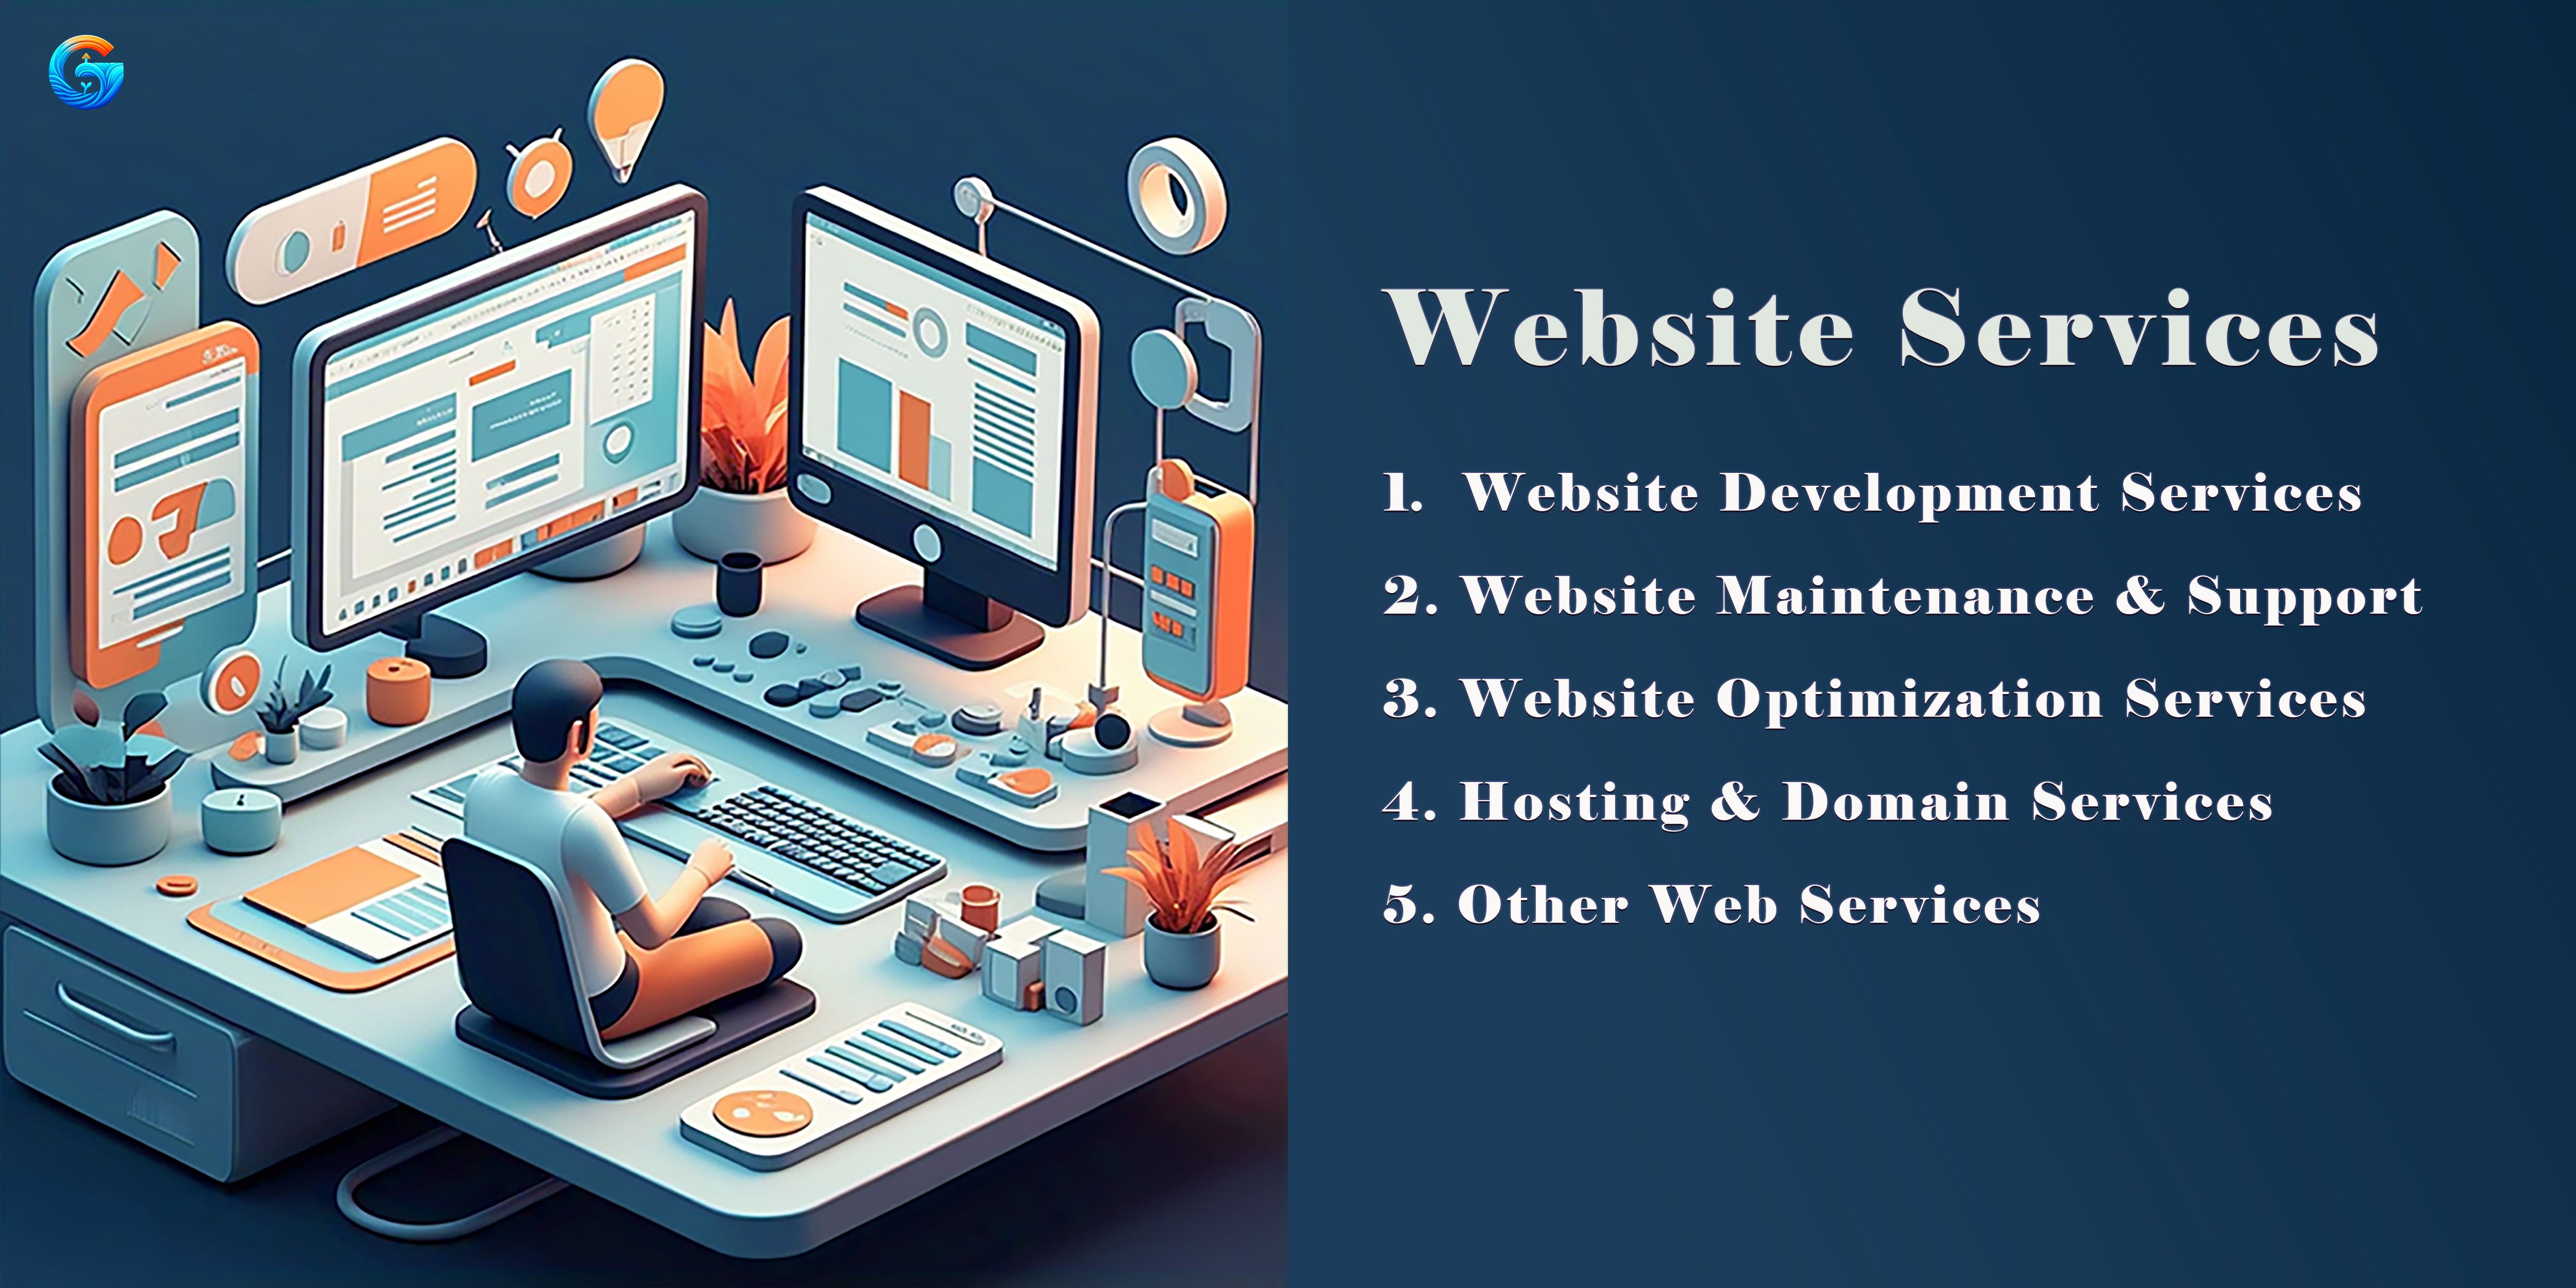 Website Services
1. Website Development Services
2. Website Maintenance & Support
3. Website Optimization Services
4. Hosting & Domain Services
5. Other Web Services